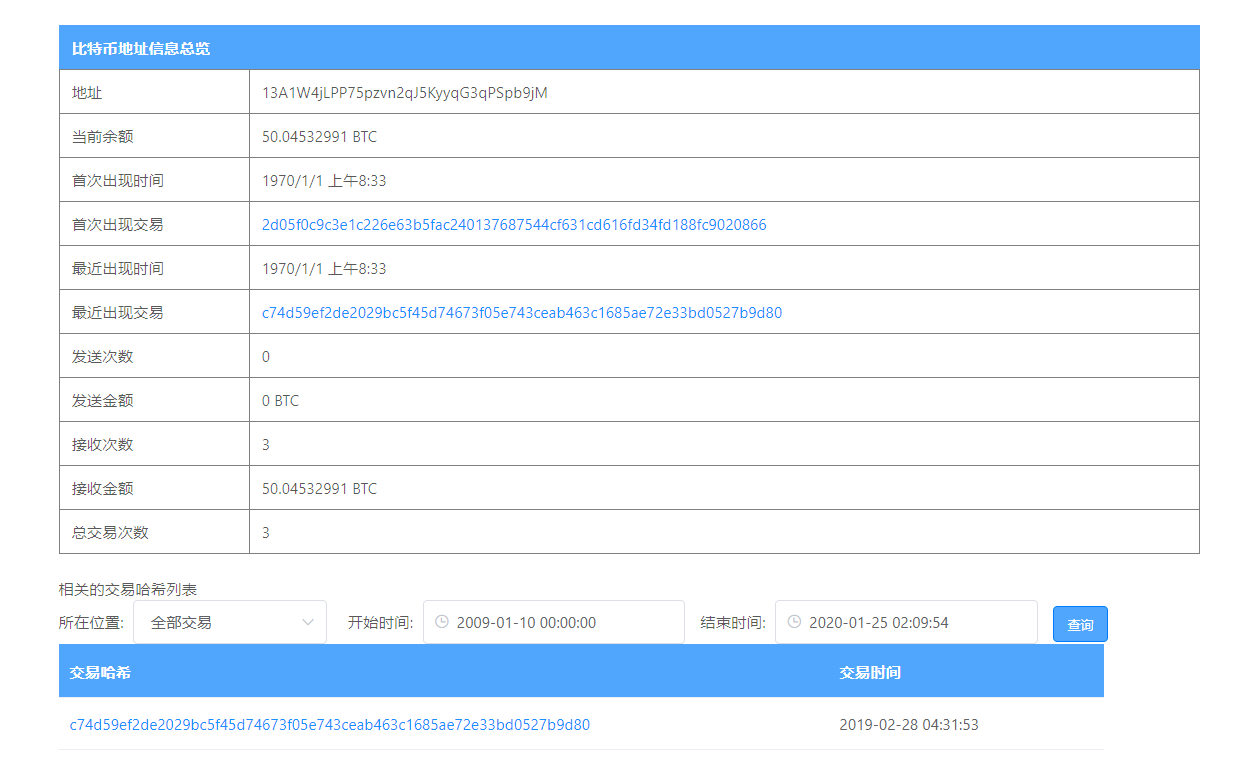 比特币地址信息总览
地址 13A1W4jLPP75pzvn2qJ5KyyqG3qPSpb9jM
当前余额 50.04532991 BTC
首次出现时间 1970/1/1 上午8:33
首次出现交易 2d05f0c9c3e1c226e63b5fac240137687544cf631cd616fd34fd188fc9020866
最近出现时间 1970/1/1 上午8:33
最近出现交易 c74d59ef2de2029bc5f45d74673f05e743ceab463c1685ae72e33bd0527b9d80
发送次数 0
发送金额 0 BTC
接收次数 3
接收金额 50.04532991 BTC
总交易次数 3
相关的交易哈希列表
所在位置: 全部交易 开始时间: 2009-01-10 00:00:00 结束时间: 2020-01-25 02:09:54 查询
交易哈希 交易时间
c74d59ef2de2029bc5f45d74673f05e743ceab463c1685ae72e33bd0527b9d80 2019-02-28 04:31:53